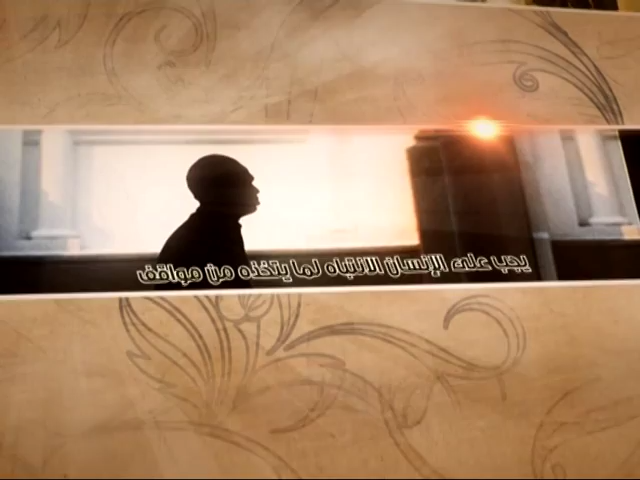 يجب على الإنسان الانتباه لما يتخذه من مواقف